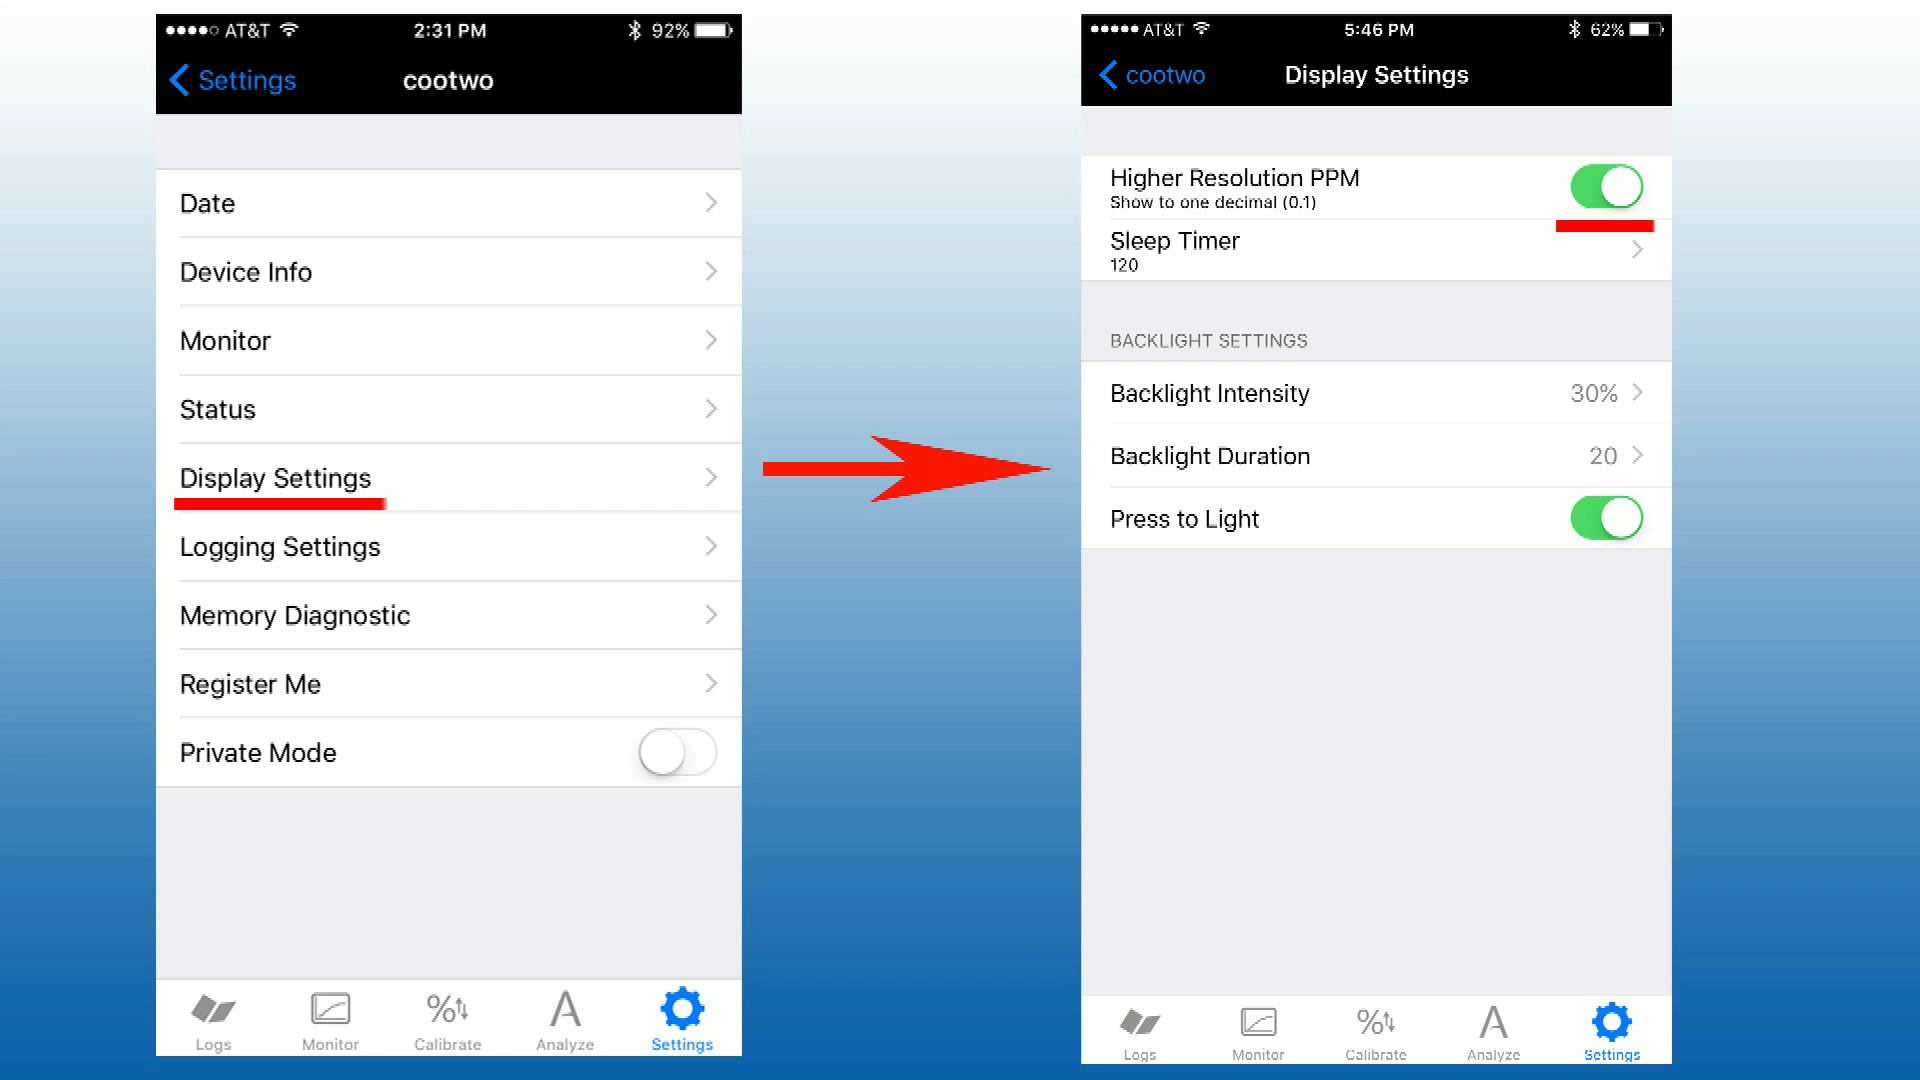 AT&T 2:31 PM 92%
Settings cootwo
Date
Device Info
Monitor
Status
Display Settings
Logging Settings
Memory Diagnostic
Register Me
Private Mode
Logs Monitor Calibrate Analyze Settings
AT&T 5:46 PM 62%
cootwo Display Settings
Higher Resolution PPM
Show to one decimal (0.1)
Sleep Timer
120
BACKLIGHT SETTINGS
Backlight Intensity 30%
Backlight Duration 20
Press to Light
Logs Monitor Calibrate Analyze Settings